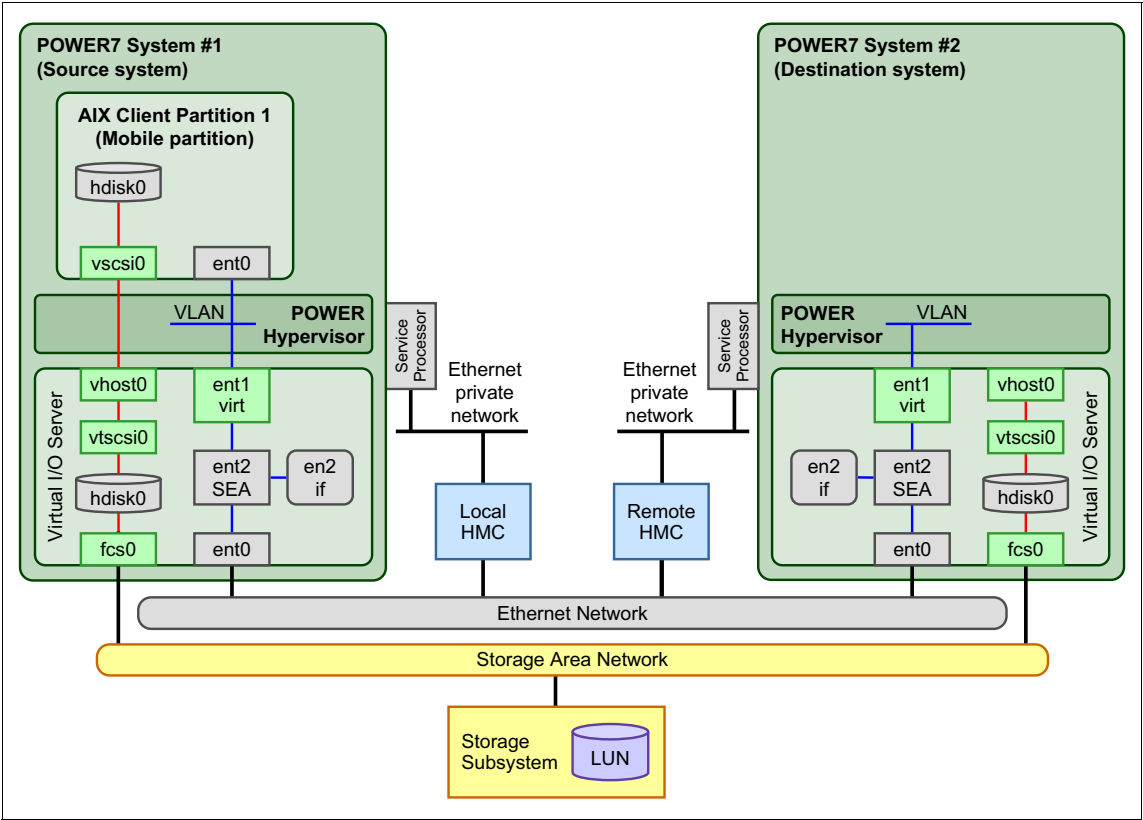 POWER7 System #1
(Source system)
AIX Client Partition 1
(Mobile partition)
hdisk0
vscsi0
ent0
VLAN
POWER
Hypervisor
Virtual I/O Server
vhost0
vtscsi0
hdisk0
fcs0
ent1
virt
ent2
SEA
en2
if
ent0
Service
Processor
Ethernet
private
network
Local
HMC
POWER7 System #2
(Destination system)
POWER
Hypervisor
VLAN
Service
Processor
Ethernet
private
network
Remote
HMC
ent1
virt
en2
if
ent2
SEA
ent0
vhost0
vtscsi0
hdisk0
fcs0
Virtual I/O Server
Ethernet Network
Storage Area Network
Storage
Subsystem
LUN